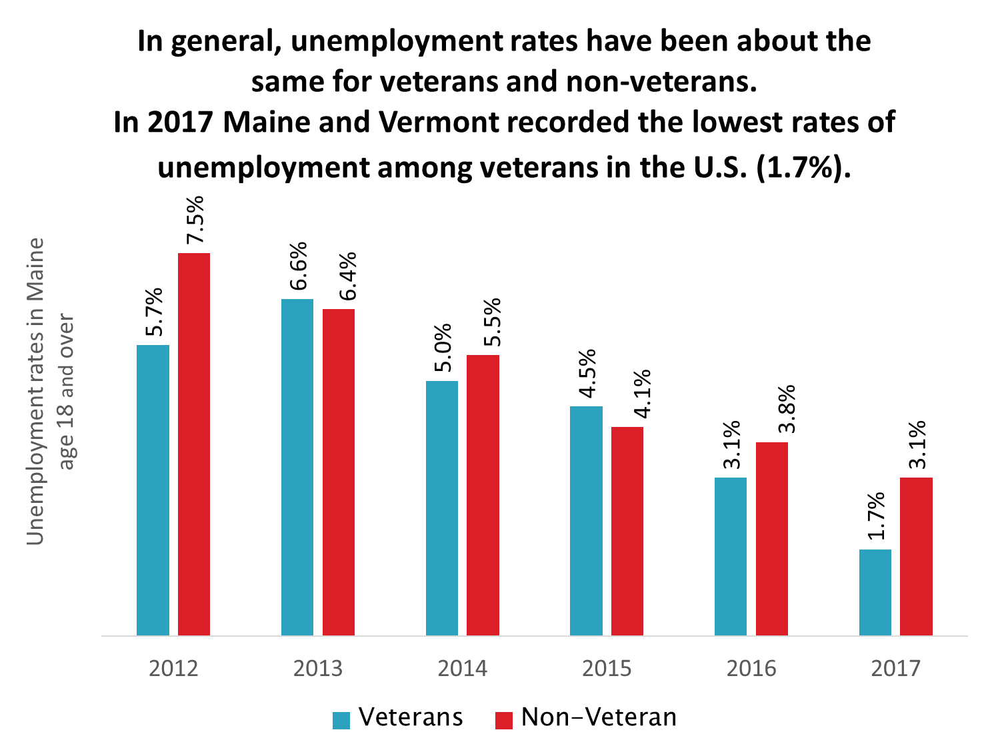 In general, unemployment rates have been about the
same for veterans and non-veterans.
In 2017 Maine and Vermont recorded the lowest rates of
unemployment among veterans in the U.S. (1.7%).
Unemployment rates in Maine
age 18 and over
5.7%
7.5%
6.6%
6.4%
5.0%
5.5%
4.5%
4.1%
3.1%
3.8%
1.7%
3.1%
2012
2013
2014
2015
2016
2017
Veterans
Non-Veteran